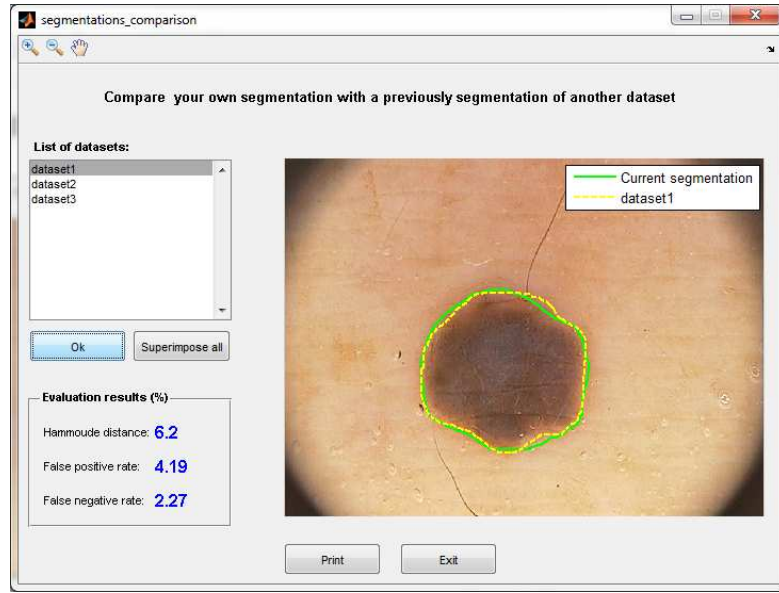 segmentations_comparison
Compare your own segmentation with a previously segmentation of another dataset
List of datasets:
dataset1
dataset2
dataset3
Ok
Superimpose all
Evaluation results (%)
Hammoude distance: 6.2
False positive rate: 4.19
False negative rate: 2.27
Current segmentation
dataset1
Print
Exit